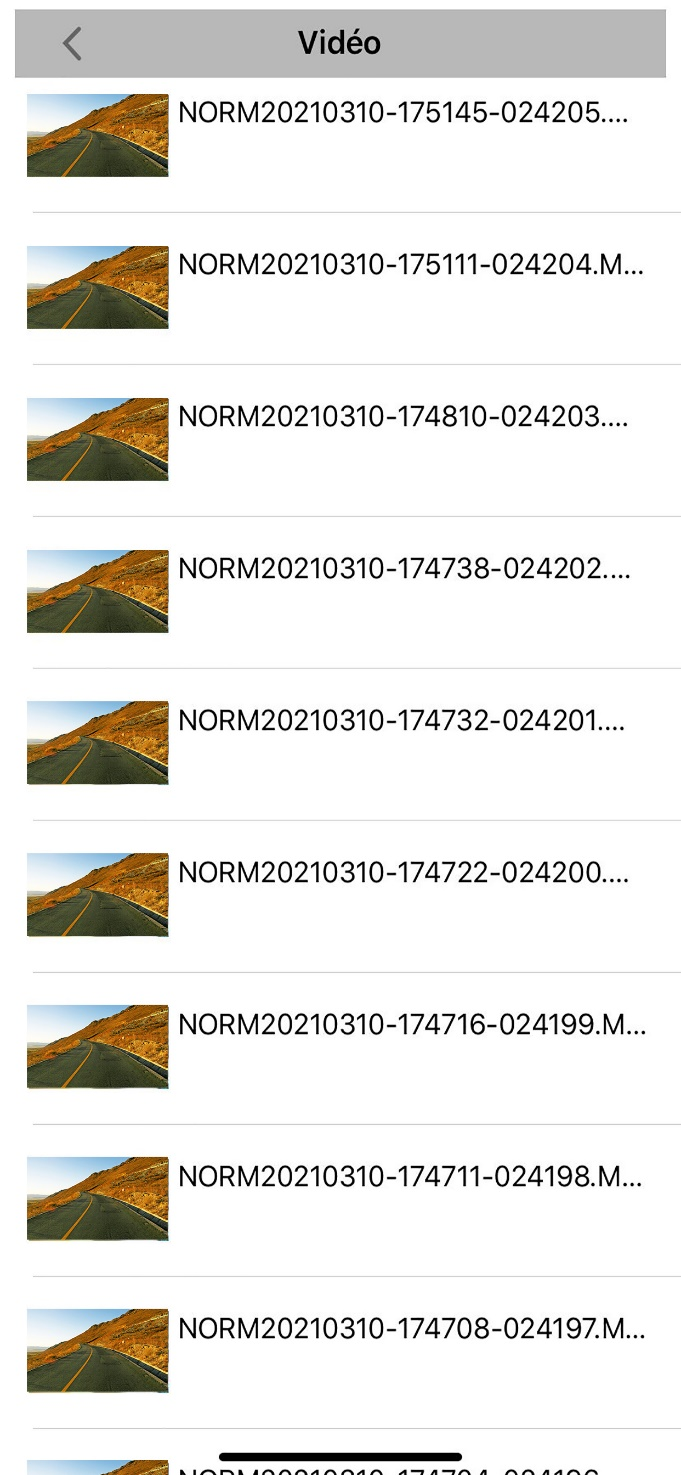 Vidéo
NORM20210310-175145-024205....
NORM20210310-175111-024204.M...
NORM20210310-174810-024203....
NORM20210310-174738-024202....
NORM20210310-174732-024201....
NORM20210310-174722-024200....
NORM20210310-174716-024199.M...
NORM20210310-174711-024198.M...
NORM20210310-174708-024197.M...